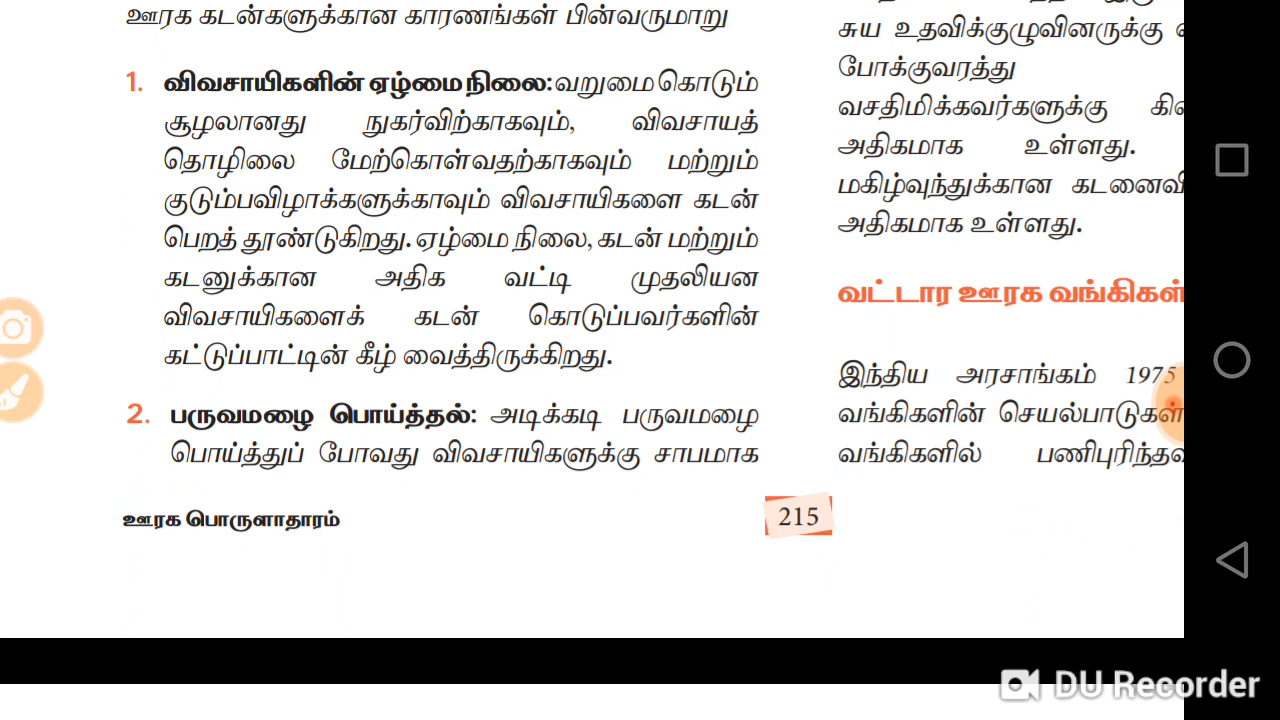 ஊரக கடன்களுக்கான காரணங்கள் பின்வருமாறு
1. விவசாயிகளின் ஏழ்மை நிலை: வறுமை கொடும்
சூழலானது நுகர்விற்காகவும், விவசாயத்
தொழிலை மேற்கொள்வதற்காகவும் மற்றும்
குடும்பவிழாக்களுக்காவும் விவசாயிகளை கடன்
பெறத் தூண்டுகிறது. ஏழ்மை நிலை, கடன் மற்றும்
கடனுக்கான அதிக வட்டி முதலியன
விவசாயிகளைக் கடன் கொடுப்பவர்களின்
கட்டுப்பாட்டின் கீழ் வைத்திருக்கிறது.
2. பருவமழை பொய்த்தல்: அடிக்கடி பருவமழை
பொய்த்துப் போவது விவசாயிகளுக்கு சாபமாக
சுய உதவிக்குழுவினருக்கு
போக்குவரத்து
வசதிமிக்கவர்களுக்கு
அதிகமாக உள்ளது.
மகிழ்வுந்துக்கான கடனைவி
அதிகமாக உள்ளது.
வட்டார ஊரக வங்கிகள்
இந்திய அரசாங்கம் 1975
வங்கிகளின் செயல்பாடுகள்
வங்கிகளில் பணிபுரிந்த
ஊரக பொருளாதாரம்
215
DU Recorder